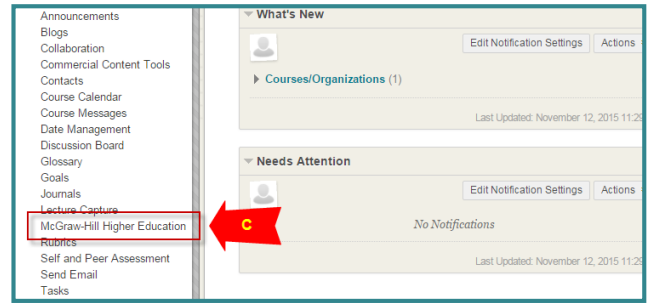 Announcements
Blogs
Collaboration
Commercial Content Tools
Contacts
Course Calendar
Course Messages
Date Management
Discussion Board
Glossary
Goals
Journals
Lecture Capture
McGraw-Hill Higher Education
Rubrics
Self and Peer Assessment
Send Email
Tasks
C
What's New
Edit Notification Settings
Actions
Courses/Organizations (1)
Last Updated: November 12, 2015 11:29
Needs Attention
Edit Notification Settings
Actions
No Notifications
Last Updated: November 12, 2015 11:29